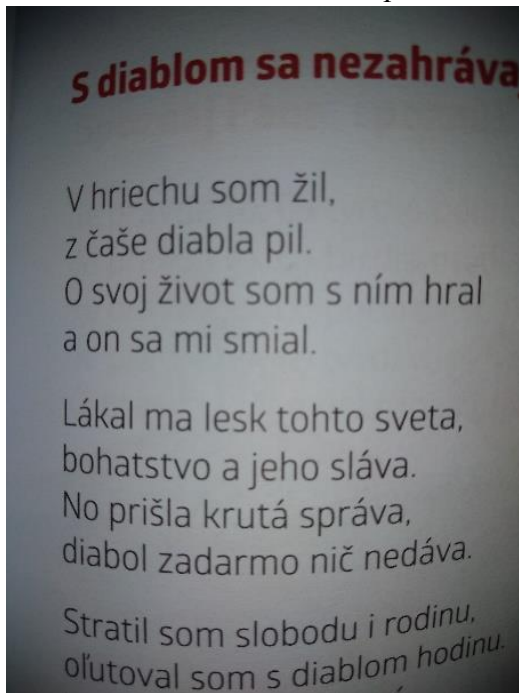 S diablom sa nezahráva
V hriechu som žil,
z čaše diabla pil.
O svoj život som s ním hral
a on sa mi smial.
Lákal ma lesk tohto sveta,
bohatstvo a jeho sláva.
No prišla krutá správa,
diabol zadarmo nič nedáva.
Stratil som slobodu i rodinu,
oľutoval som s diablom hodinu.